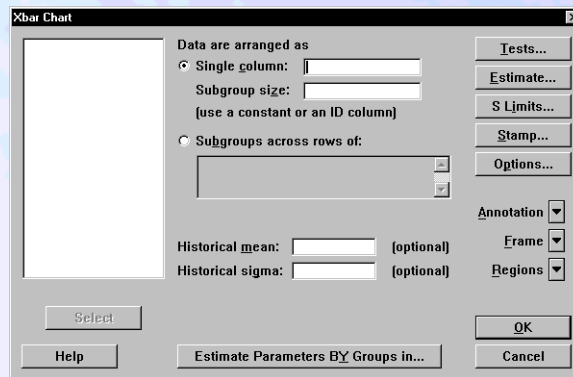 Xbar Chart
Data are arranged as
Single column:
Subgroup size:
(use a constant or an ID column)
Subgroups across rows of:
Historical mean: (optional)
Historical sigma: (optional)
Tests...
Estimate...
S Limits...
Stamp...
Options...
Annotation
Frame
Regions
Select
OK
Help
Estimate Parameters BY Groups in...
Cancel